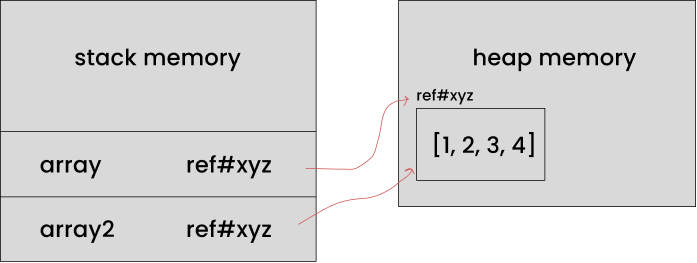 stack memory
array ref#xyz
array2 ref#xyz
heap memory
ref#xyz
[1, 2, 3, 4]